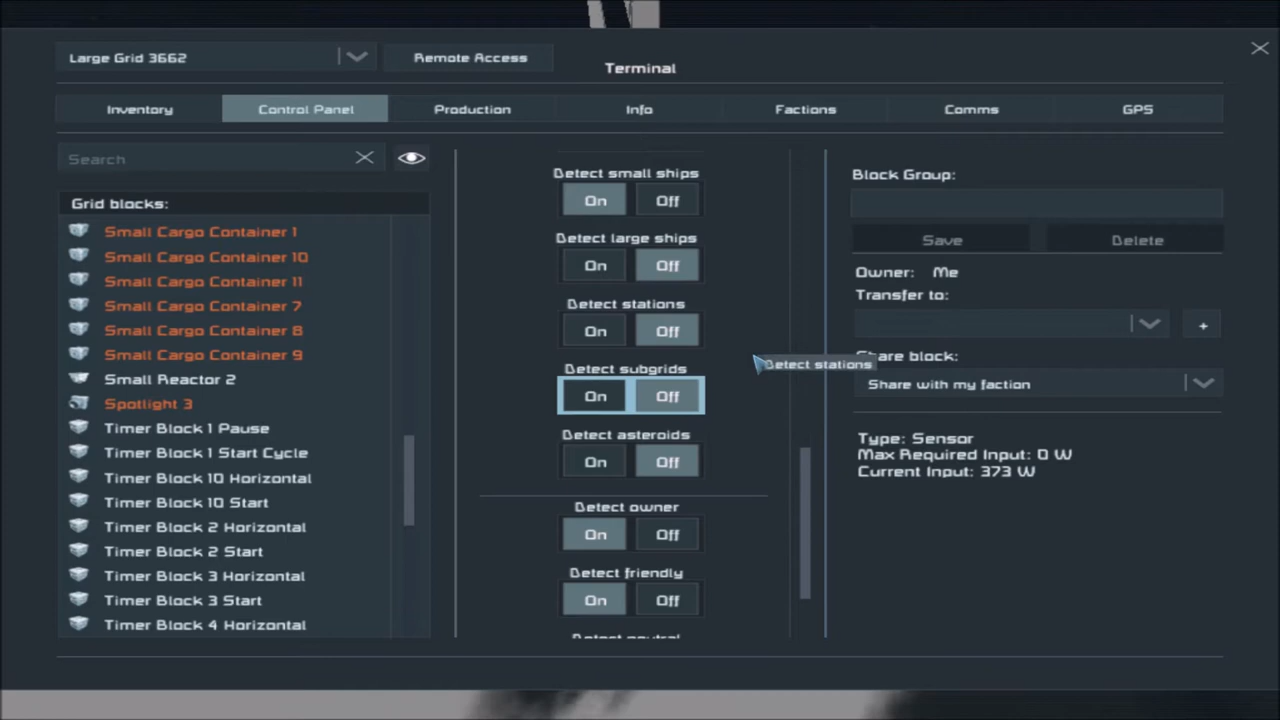 Large Grid 3662
Remote Access
Terminal
Inventory
Control Panel
Production
Info
Factions
Comms
GPS
Search
Grid blocks:
Small Cargo Container 1
Small Cargo Container 10
Small Cargo Container 11
Small Cargo Container 7
Small Cargo Container 8
Small Cargo Container 9
Small Reactor 2
Spotlight 3
Timer Block 1 Pause
Timer Block 1 Start Cycle
Timer Block 10 Horizontal
Timer Block 10 Start
Timer Block 2 Horizontal
Timer Block 2 Start
Timer Block 3 Horizontal
Timer Block 3 Start
Timer Block 4 Horizontal
Detect small ships
On Off
Detect large ships
On Off
Detect stations
On Off
Detect subgrids
On Off
Detect asteroids
On Off
Detect owner
On Off
Detect friendly
On Off
Detect neutral
Detect stations
Block Group:
Save
Delete
Owner: Me
Transfer to:
+
Share block:
Share with my faction
Type: Sensor
Max Required Input: 0 W
Current Input: 373 W